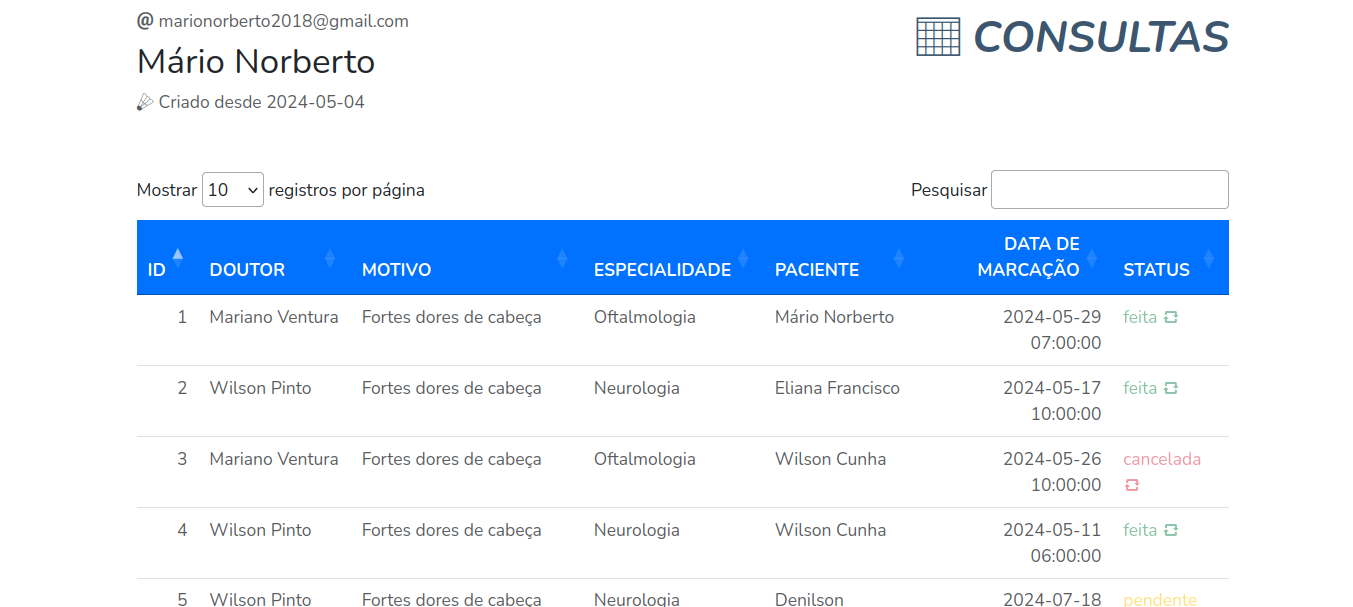 @ marionorberto2018@gmail.com
CONSULTAS
Mário Norberto
Criado desde 2024-05-04
Mostrar 10 registros por página
Pesquisar
ID DOUTOR MOTIVO ESPECIALIDADE PACIENTE DATA DE MARCAÇÃO STATUS
1 Mariano Ventura Fortes dores de cabeça Oftalmologia Mário Norberto 2024-05-29 feita
07:00:00
2 Wilson Pinto Fortes dores de cabeça Neurologia Eliana Francisco 2024-05-17 feita
10:00:00
3 Mariano Ventura Fortes dores de cabeça Oftalmologia Wilson Cunha 2024-05-26 cancelada
10:00:00
4 Wilson Pinto Fortes dores de cabeça Neurologia Wilson Cunha 2024-05-11 feita
06:00:00
5 Wilson Pinto Fortes dores de cabeça Neurologia Denilson 2024-07-18 pendente